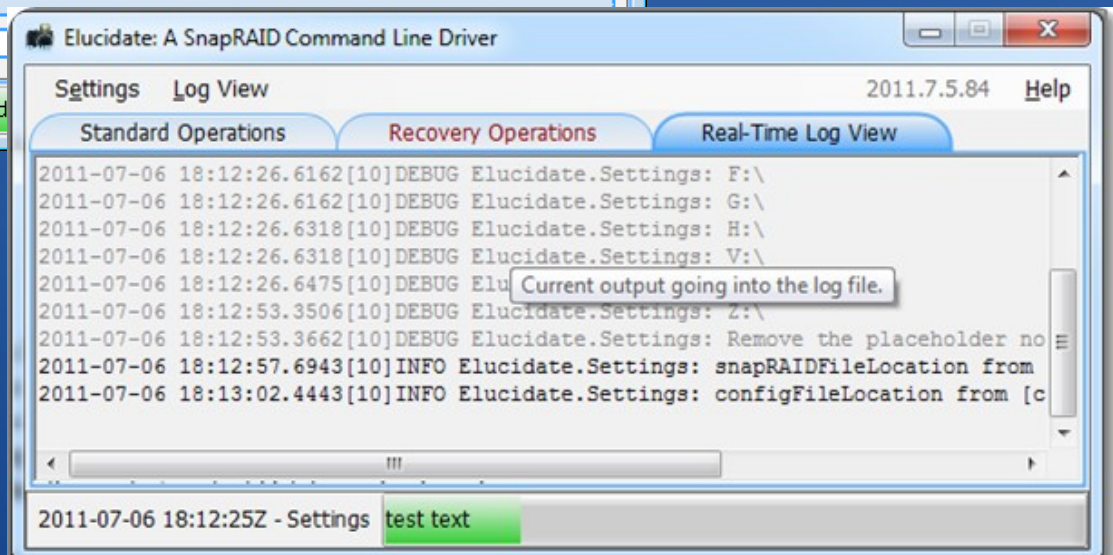 Elucidate: A SnapRAID Command Line Driver
Settings Log View 2011.7.5.84 Help
Standard Operations Recovery Operations Real-Time Log View
2011-07-06 18:12:26.6162[10]DEBUG Elucidate.Settings: F:\
2011-07-06 18:12:26.6162[10]DEBUG Elucidate.Settings: G:\
2011-07-06 18:12:26.6318[10]DEBUG Elucidate.Settings: H:\
2011-07-06 18:12:26.6318[10]DEBUG Elucidate.Settings: V:\
2011-07-06 18:12:26.6475[10]DEBUG Elu
Current output going into the log file.
2011-07-06 18:12:53.3506[10]DEBUG Elucidate.Settings: Z:\
2011-07-06 18:12:53.3662[10]DEBUG Elucidate.Settings: Remove the placeholder no
2011-07-06 18:12:57.6943[10]INFO Elucidate.Settings: snapRAIDFileLocation from
2011-07-06 18:13:02.4443[10]INFO Elucidate.Settings: configFileLocation from [c
2011-07-06 18:12:25Z - Settings test text